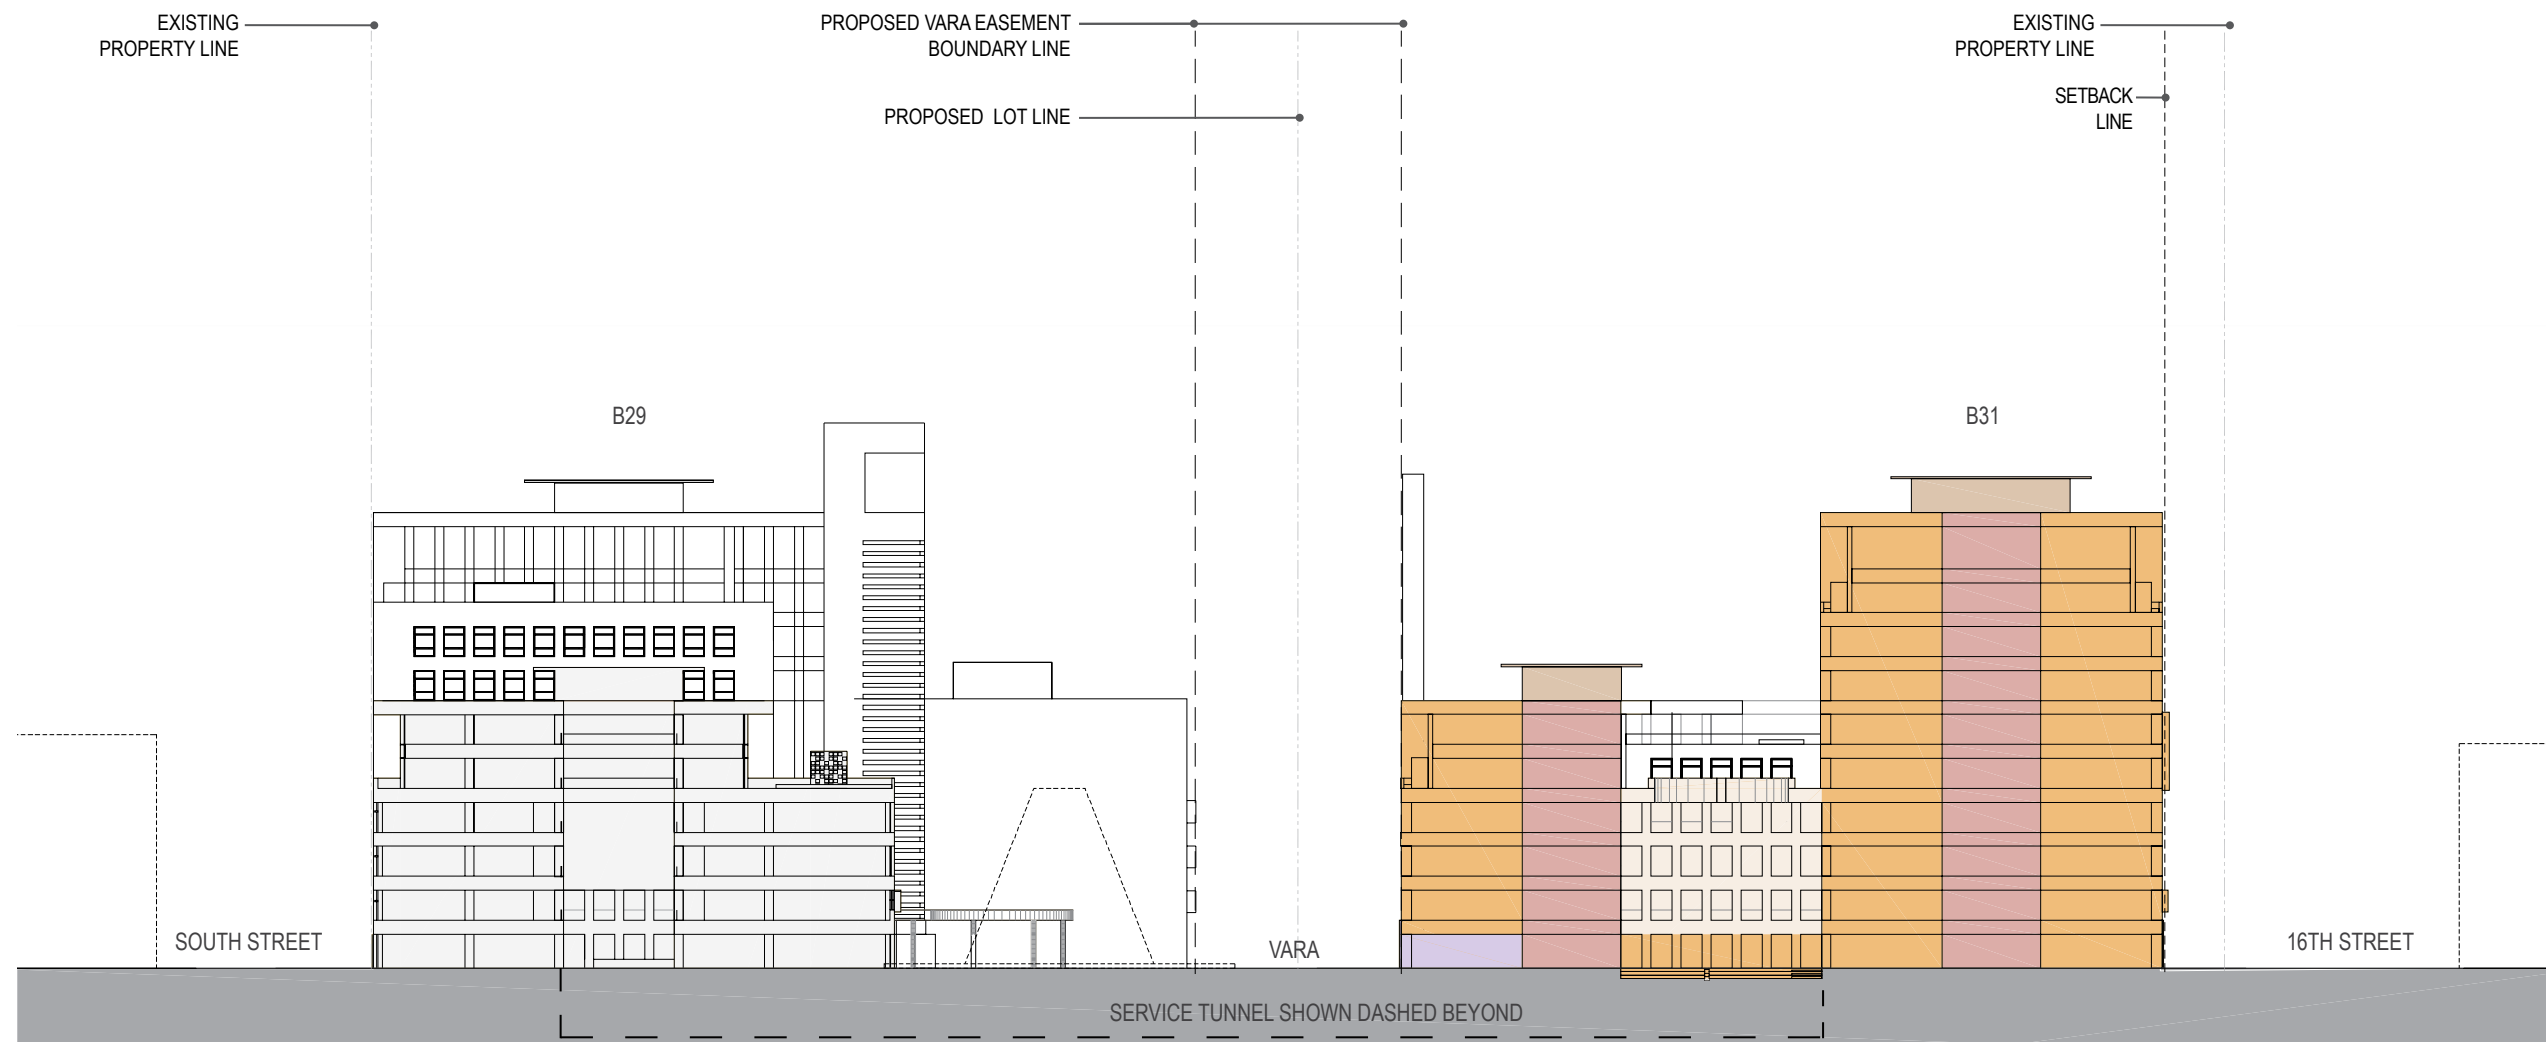 EXISTING
PROPERTY LINE
PROPOSED VARA EASEMENT
BOUNDARY LINE
EXISTING
PROPERTY LINE
SETBACK
LINE
PROPOSED LOT LINE
B29
B31
SOUTH STREET
VARA
16TH STREET
SERVICE TUNNEL SHOWN DASHED BEYOND